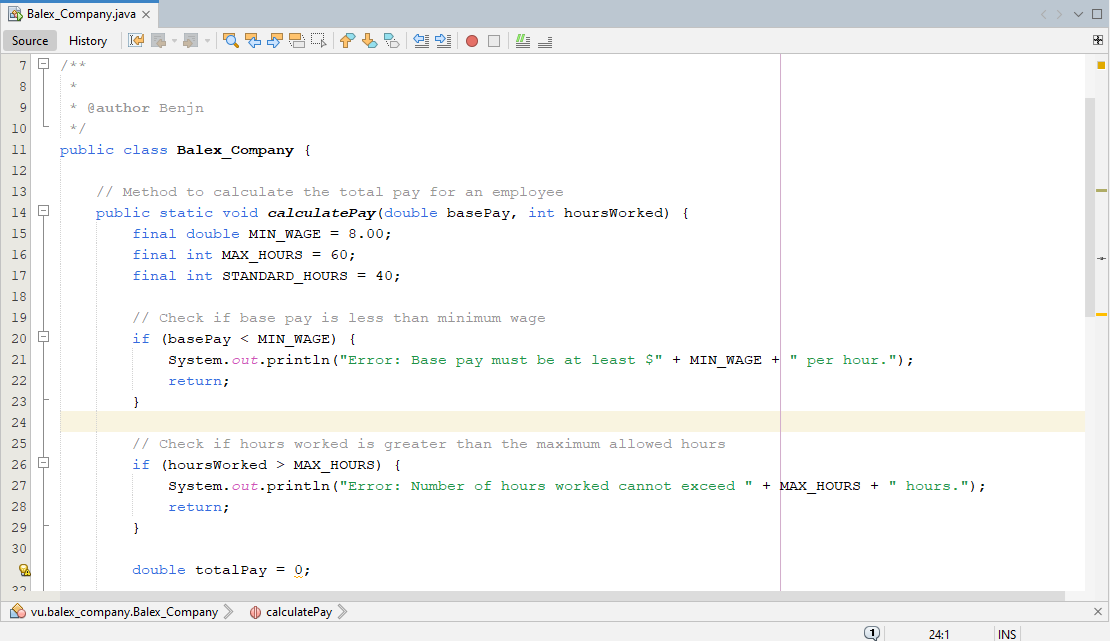 Balex_Company.java
Source History
7 /**
8 *
9 * @author Benjn
10 */
11 public class Balex_Company {
12
13 // Method to calculate the total pay for an employee
14 public static void calculatePay(double basePay, int hoursWorked) {
15 final double MIN_WAGE = 8.00;
16 final int MAX_HOURS = 60;
17 final int STANDARD_HOURS = 40;
18
19 // Check if base pay is less than minimum wage
20 if (basePay < MIN_WAGE) {
21 System.out.println("Error: Base pay must be at least $" + MIN_WAGE + " per hour.");
22 return;
23 }
24
25 // Check if hours worked is greater than the maximum allowed hours
26 if (hoursWorked > MAX_HOURS) {
27 System.out.println("Error: Number of hours worked cannot exceed " + MAX_HOURS + " hours.");
28 return;
29 }
30
double totalPay = 0;
32
vu.balex_company.Balex_Company calculatePay
1 24:1 INS